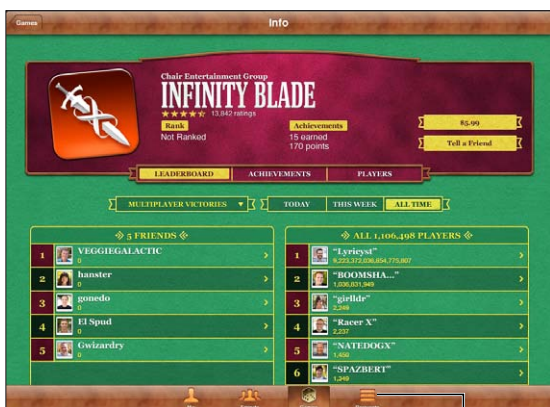 Games
Info
Chair Entertainment Group
INFINITY BLADE
13,842 ratings
Rank
Not Ranked
Achievements
15 earned
170 points
$5.99
Tell a Friend
LEADERBOARD ACHIEVEMENTS PLAYERS
MULTIPLAYER VICTORIES TODAY THIS WEEK ALL TIME
5 FRIENDS
1 VEGGIEGALACTIC
0
2 hanster
0
3 gonedo
0
4 El Spud
0
5 Gwizardry
0
ALL 1,106,498 PLAYERS
1 "Lyricyst"
9,223,372,036,854,775,807
2 "BOOMSHA..."
1,036,831,949
3 "girlldr"
2,249
4 "Racer X"
2,237
5 "NATEDOGX"
1,450
6 "SPAZBERT"
1,349